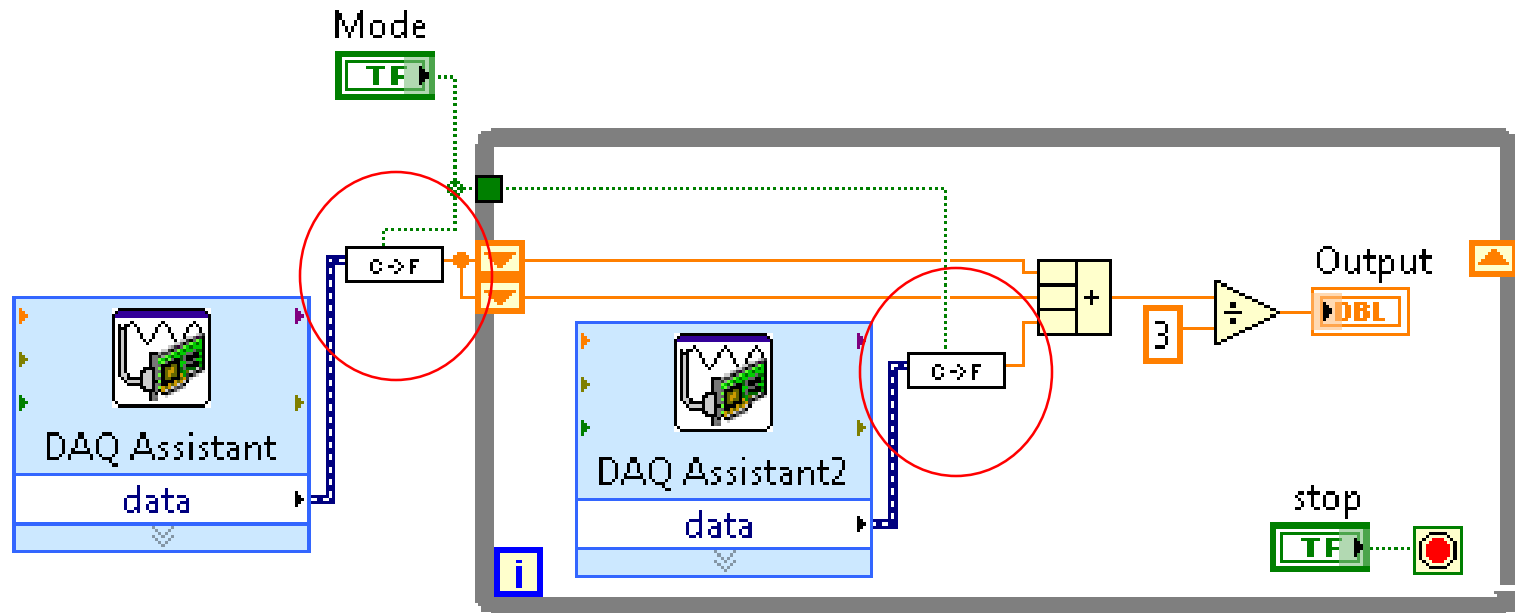 Mode
TF
C->F
Output
DBL
+
÷
3
C->F
DAQ Assistant
data
DAQ Assistant2
data
stop
TF
i